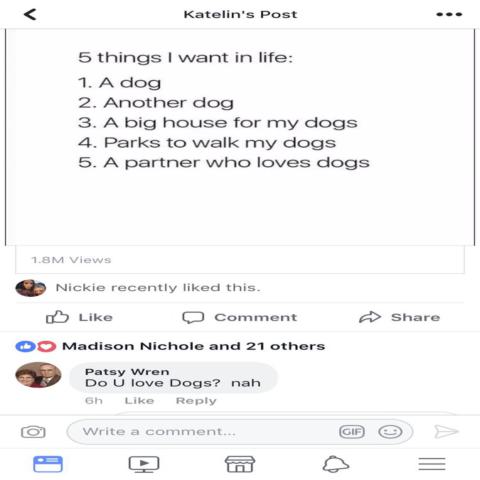 Katelin's Post
5 things I want in life:
1. A dog
2. Another dog
3. A big house for my dogs
4. Parks to walk my dogs
5. A partner who loves dogs
1.8M Views
Nickie recently liked this.
Like
Comment
Share
Madison Nichole and 21 others
Patsy Wren
Do U love Dogs?  nah
6h Like Reply
Write a comment...
GIF